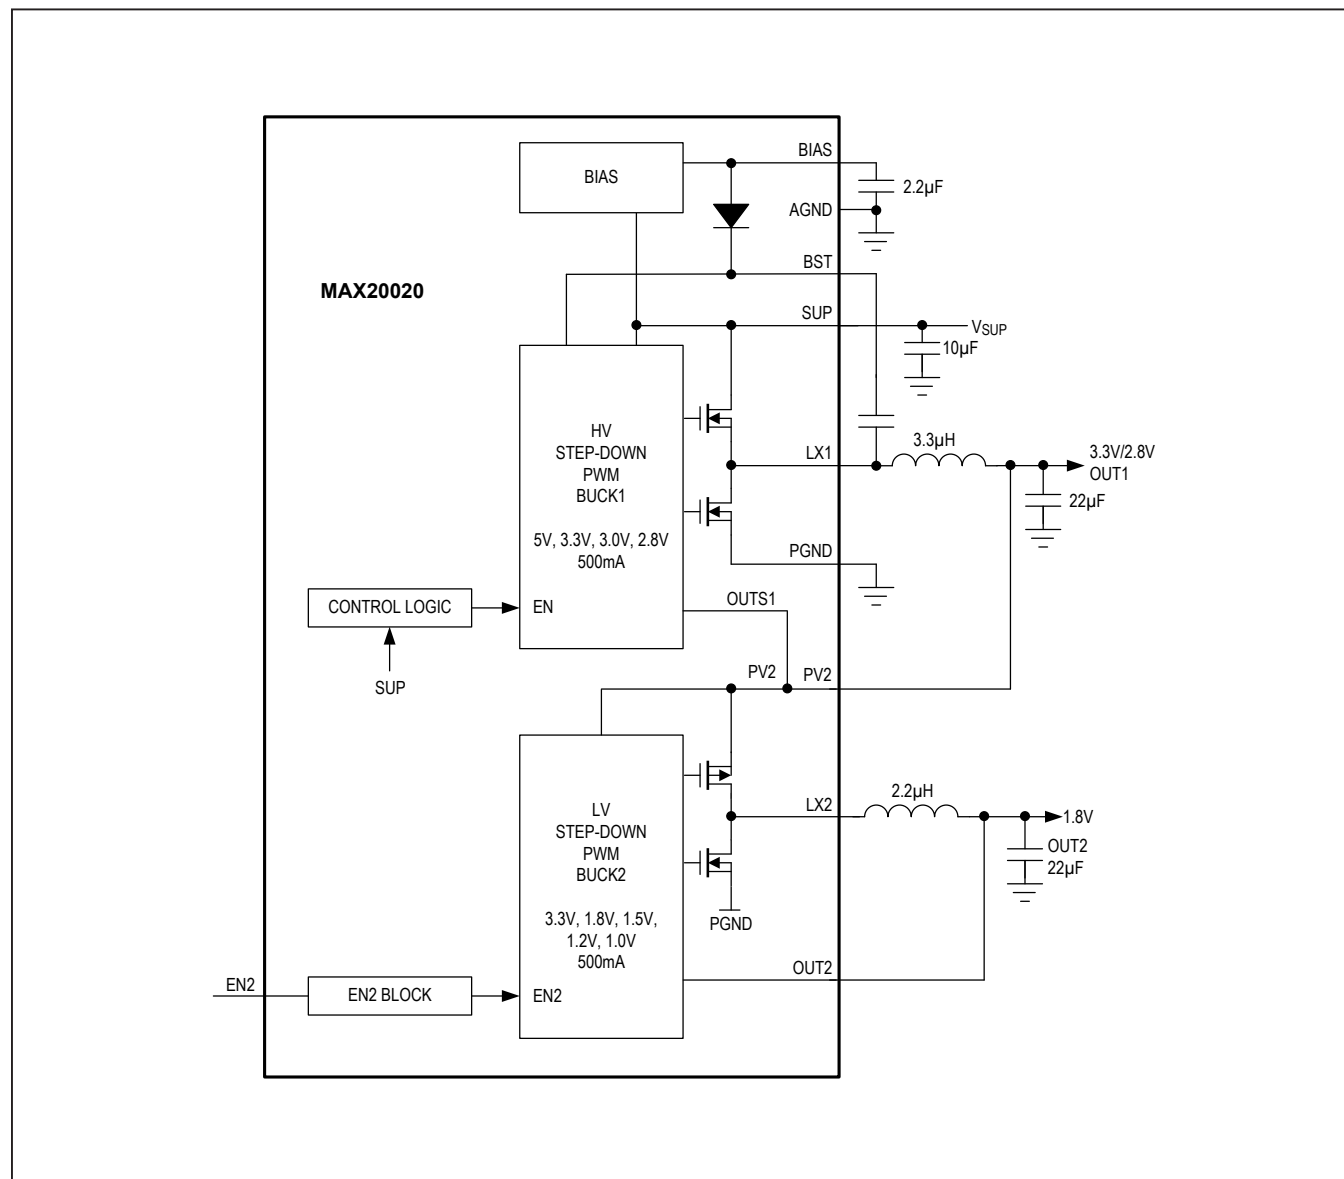 BIAS
BIAS
2.2µF
AGND
BST
MAX20020
SUP
VSUP
10µF
HV
STEP-DOWN
PWM
BUCK1
5V, 3.3V, 3.0V, 2.8V
500mA
LX1
3.3µH
3.3V/2.8V
OUT1
22µF
PGND
CONTROL LOGIC
EN
OUTS1
SUP
PV2
PV2
LV
STEP-DOWN
PWM
BUCK2
3.3V, 1.8V, 1.5V,
1.2V, 1.0V
500mA
LX2
2.2µH
1.8V
OUT2
22µF
PGND
OUT2
EN2
EN2 BLOCK
EN2